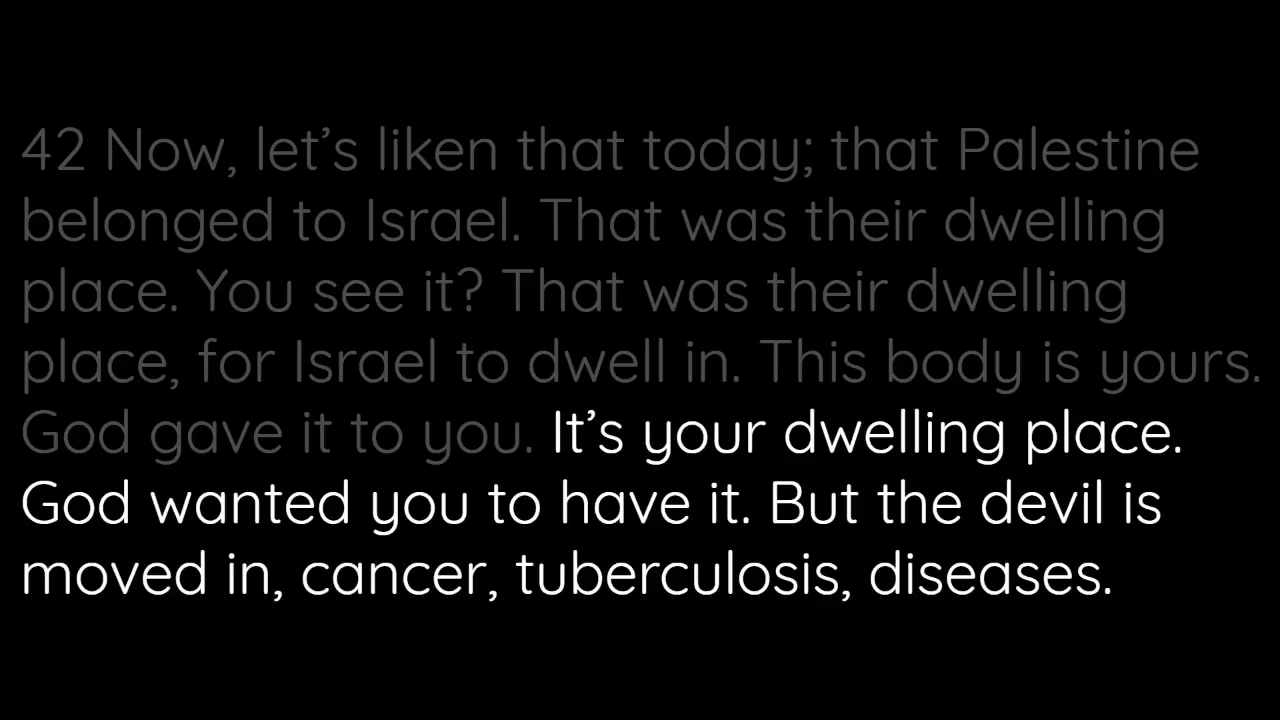 42 Now, let’s liken that today; that Palestine
belonged to Israel. That was their dwelling
place. You see it? That was their dwelling
place, for Israel to dwell in. This body is yours.
God gave it to you. It’s your dwelling place.
God wanted you to have it. But the devil is
moved in, cancer, tuberculosis, diseases.